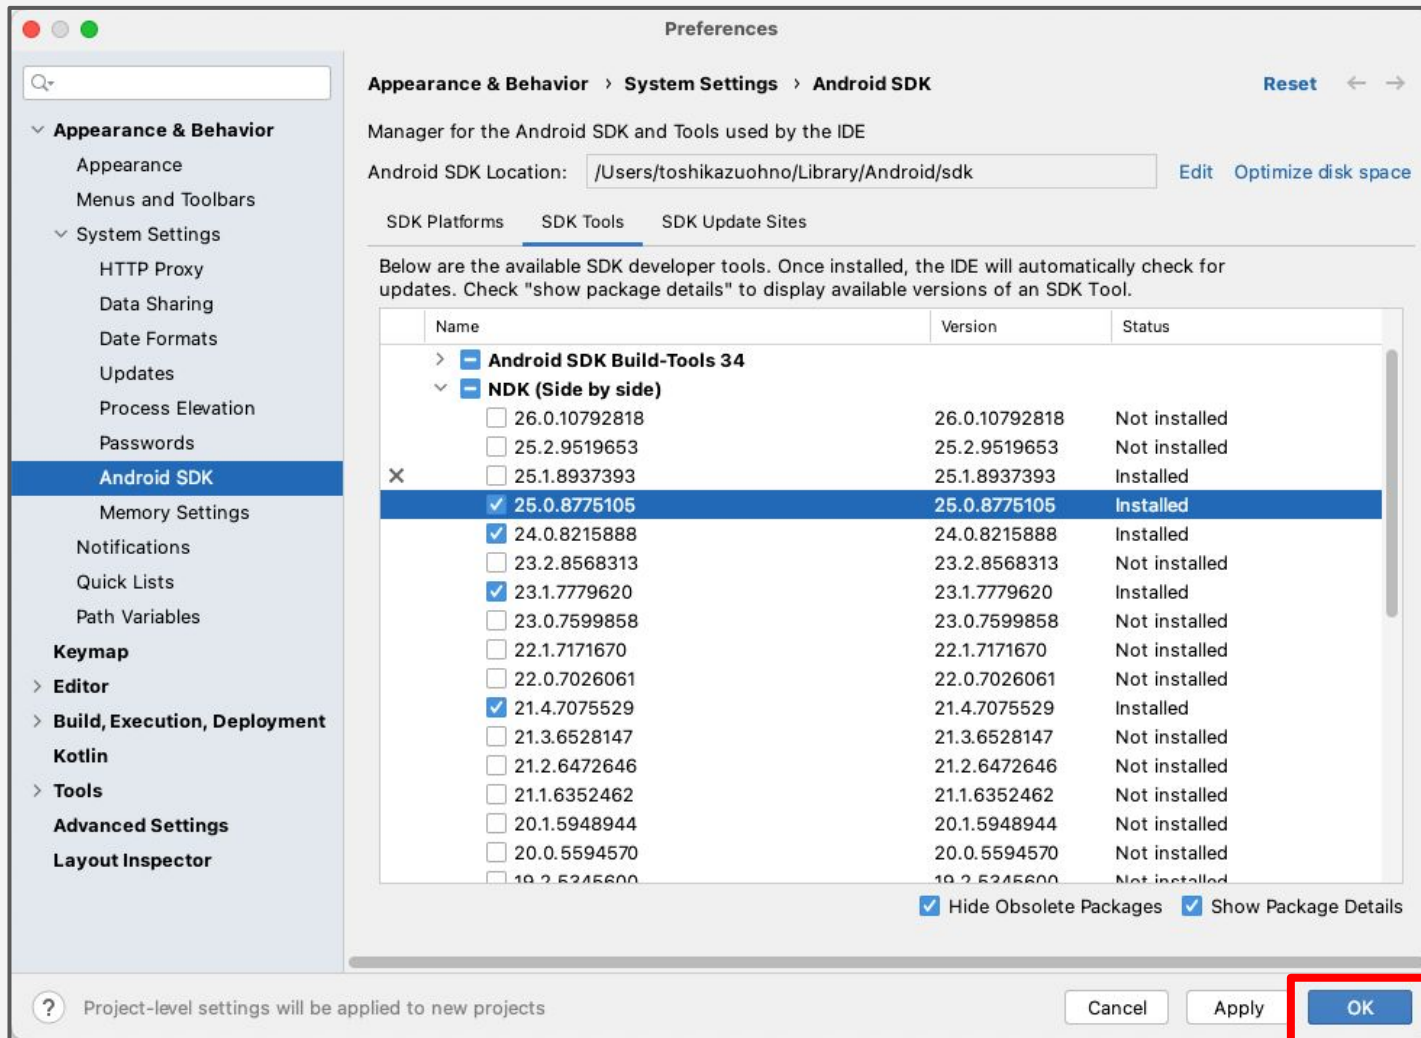 Preferences
Appearance & Behavior › System Settings › Android SDK
Reset ← →
Manager for the Android SDK and Tools used by the IDE
Android SDK Location: /Users/toshikazuohno/Library/Android/sdk Edit Optimize disk space
SDK Platforms SDK Tools SDK Update Sites
Below are the available SDK developer tools. Once installed, the IDE will automatically check for
updates. Check "show package details" to display available versions of an SDK Tool.
Appearance & Behavior
Appearance
Menus and Toolbars
System Settings
HTTP Proxy
Data Sharing
Date Formats
Updates
Process Elevation
Passwords
Android SDK
Memory Settings
Notifications
Quick Lists
Path Variables
Keymap
Editor
Build, Execution, Deployment
Kotlin
Tools
Advanced Settings
Layout Inspector
Name Version Status
Android SDK Build-Tools 34
NDK (Side by side)
26.0.10792818 26.0.10792818 Not installed
25.2.9519653 25.2.9519653 Not installed
25.1.8937393 25.1.8937393 Installed
25.0.8775105 25.0.8775105 Installed
24.0.8215888 24.0.8215888 Installed
23.2.8568313 23.2.8568313 Not installed
23.1.7779620 23.1.7779620 Installed
23.0.7599858 23.0.7599858 Not installed
22.1.7171670 22.1.7171670 Not installed
22.0.7026061 22.0.7026061 Not installed
21.4.7075529 21.4.7075529 Installed
21.3.6528147 21.3.6528147 Not installed
21.2.6472646 21.2.6472646 Not installed
21.1.6352462 21.1.6352462 Not installed
20.1.5948944 20.1.5948944 Not installed
20.0.5594570 20.0.5594570 Not installed
19.2.5345600 19.2.5345600 Not installed
Hide Obsolete Packages Show Package Details
? Project-level settings will be applied to new projects
Cancel Apply OK